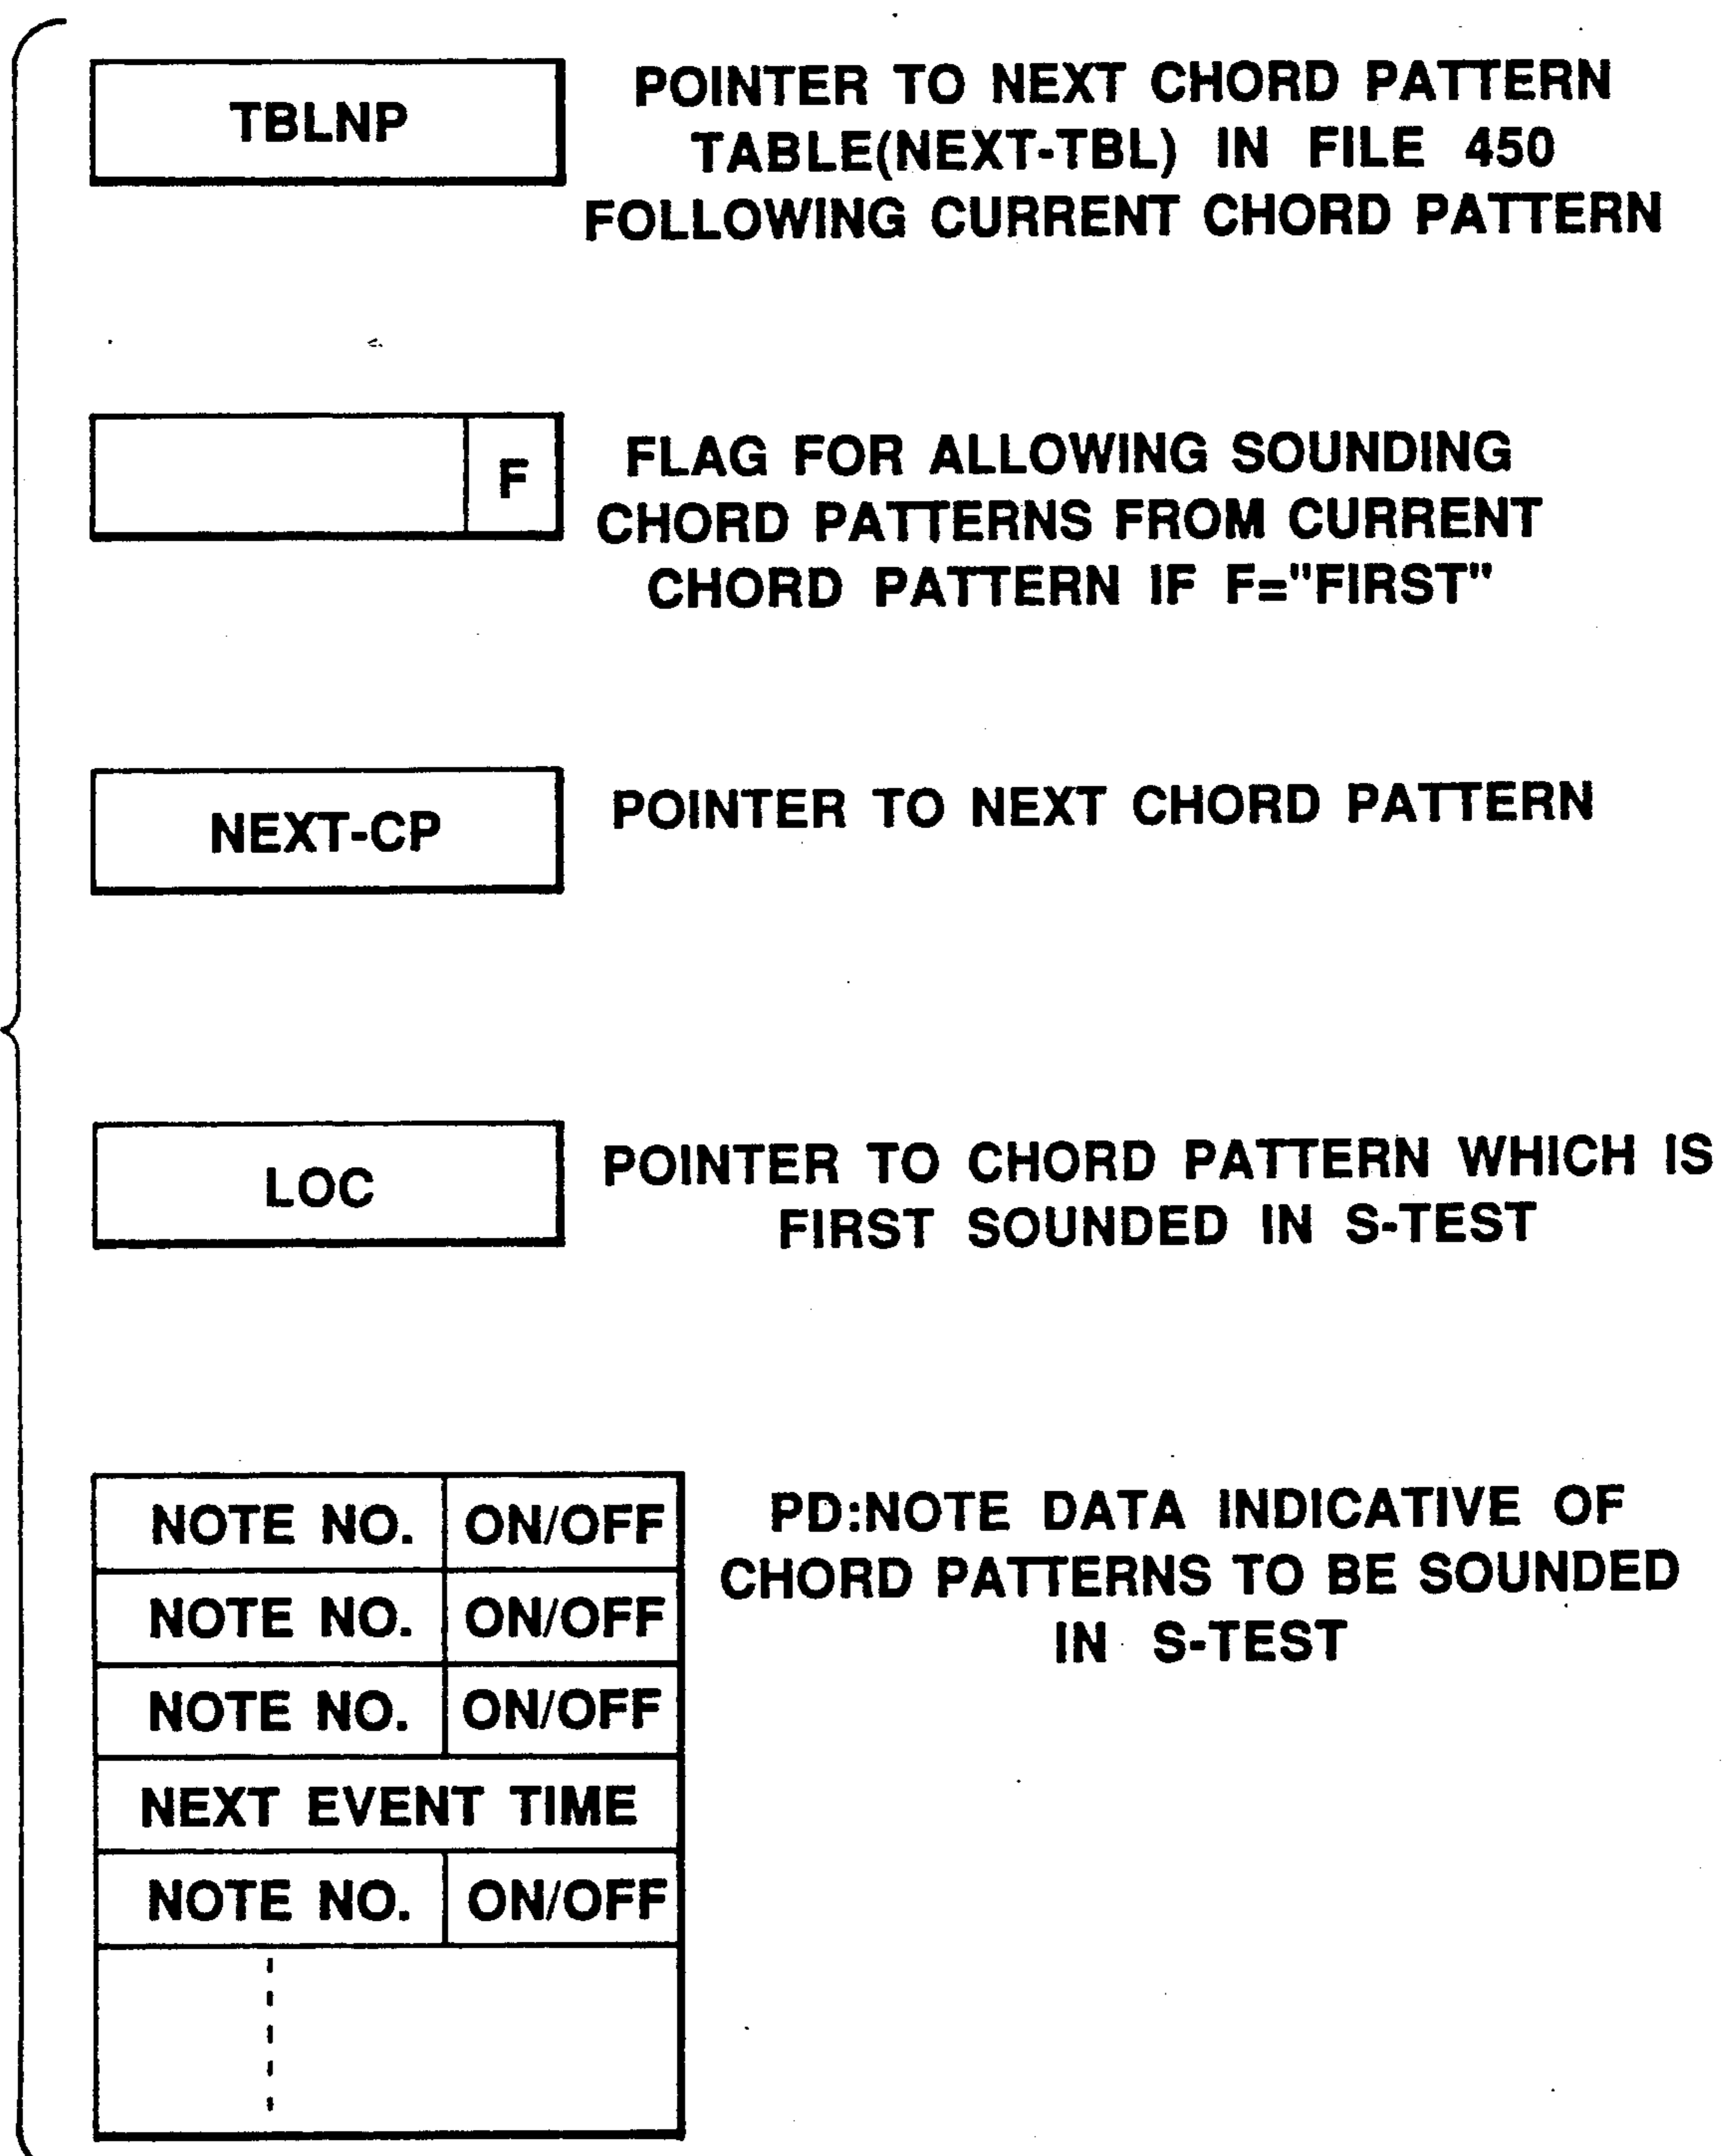 TBLNP
POINTER TO NEXT CHORD PATTERN
TABLE(NEXT-TBL) IN FILE 450
FOLLOWING CURRENT CHORD PATTERN
F
FLAG FOR ALLOWING SOUNDING
CHORD PATTERNS FROM CURRENT
CHORD PATTERN IF F="FIRST"
NEXT-CP
POINTER TO NEXT CHORD PATTERN
LOC
POINTER TO CHORD PATTERN WHICH IS
FIRST SOUNDED IN S-TEST
NOTE NO. ON/OFF
NOTE NO. ON/OFF
NOTE NO. ON/OFF
NEXT EVENT TIME
NOTE NO. ON/OFF
PD:NOTE DATA INDICATIVE OF
CHORD PATTERNS TO BE SOUNDED
IN S-TEST